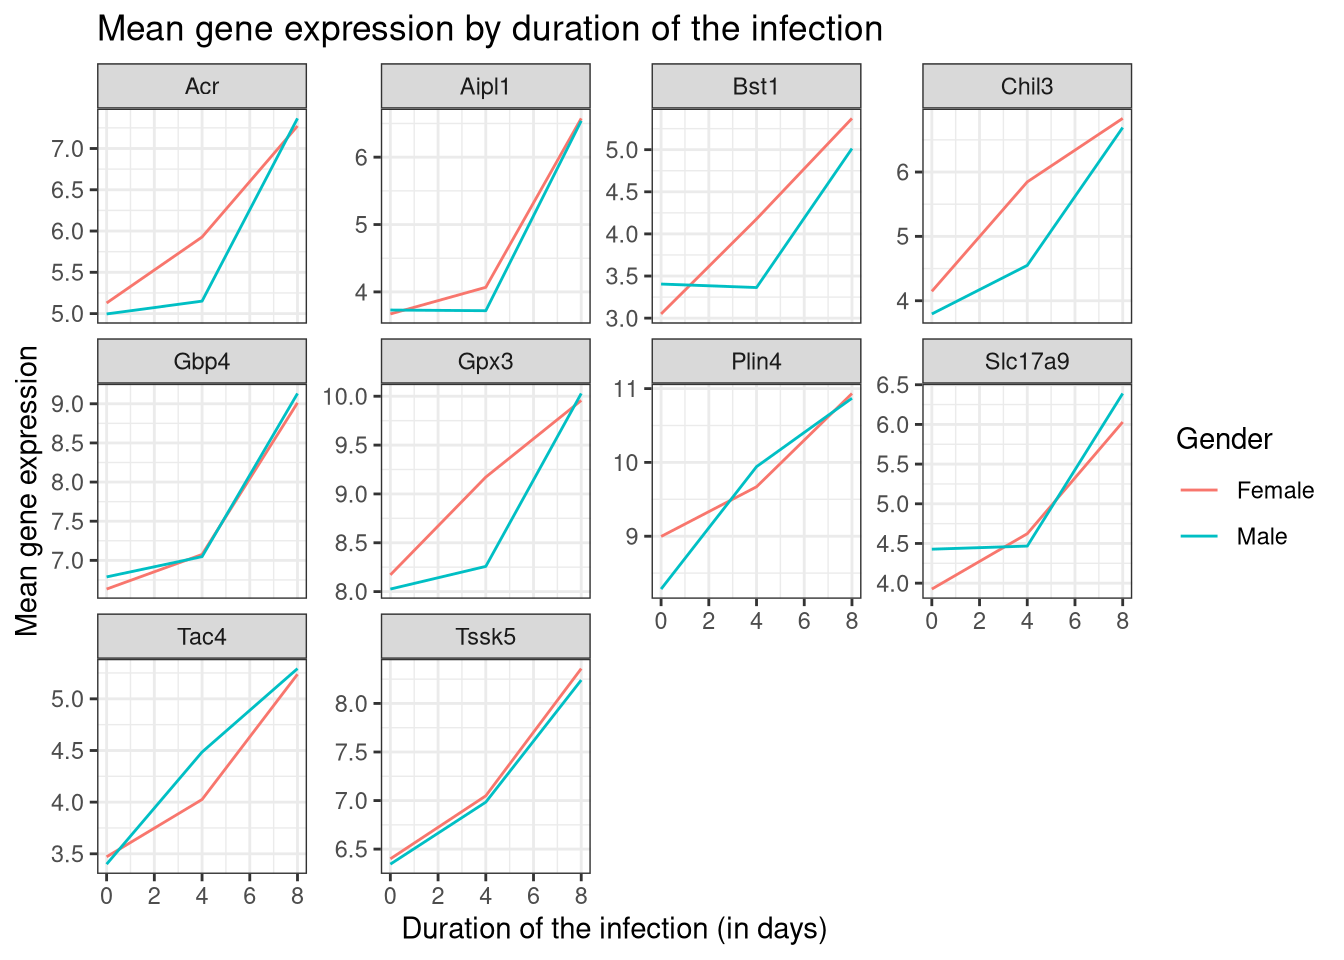 Mean gene expression by duration of the infection
Acr
Aipl1
Bst1
Chil3
7.0
6.5
6.0
5.5
5.0
6
5
4
5.0
4.5
4.0
3.5
3.0
6
5
4
Gbp4
Gpx3
Plin4
Slc17a9
9.0
8.5
8.0
7.5
7.0
10.0
9.5
9.0
8.5
8.0
11
10
9
6.5
6.0
5.5
5.0
4.5
4.0
0 2 4 6 8
0 2 4 6 8
Tac4
Tssk5
5.0
4.5
4.0
3.5
8.0
7.5
7.0
6.5
0 2 4 6 8
0 2 4 6 8
Duration of the infection (in days)
Mean gene expression
Gender
Female
Male